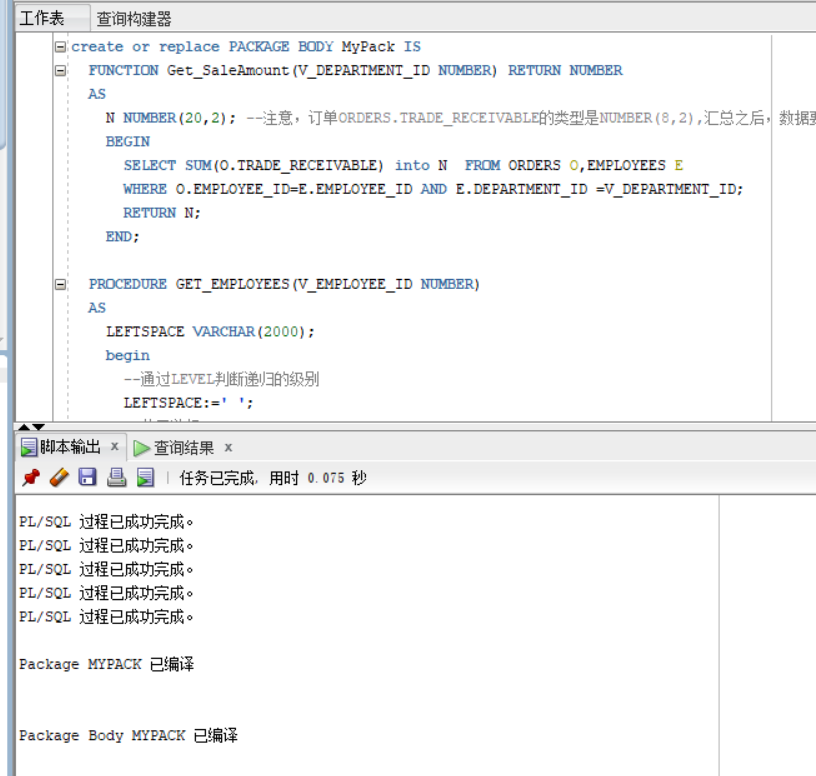 工作表 查询构建器
create or replace PACKAGE BODY MyPack IS
FUNCTION Get_SaleAmount(V_DEPARTMENT_ID NUMBER) RETURN NUMBER
AS
N NUMBER(20,2); --注意，订单ORDERS.TRADE_RECEIVABLE的类型是NUMBER(8,2),汇总之后，数据要
BEGIN
SELECT SUM(O.TRADE_RECEIVABLE) into N  FROM ORDERS O,EMPLOYEES E
WHERE O.EMPLOYEE_ID=E.EMPLOYEE_ID AND E.DEPARTMENT_ID =V_DEPARTMENT_ID;
RETURN N;
END;
PROCEDURE GET_EMPLOYEES(V_EMPLOYEE_ID NUMBER)
AS
LEFTSPACE VARCHAR(2000);
begin
--通过LEVEL判断递归的级别
LEFTSPACE:=' ';
脚本输出 x 查询结果 x
任务已完成, 用时 0.075 秒
PL/SQL 过程已成功完成。
PL/SQL 过程已成功完成。
PL/SQL 过程已成功完成。
PL/SQL 过程已成功完成。
PL/SQL 过程已成功完成。
Package MYPACK 已编译
Package Body MYPACK 已编译